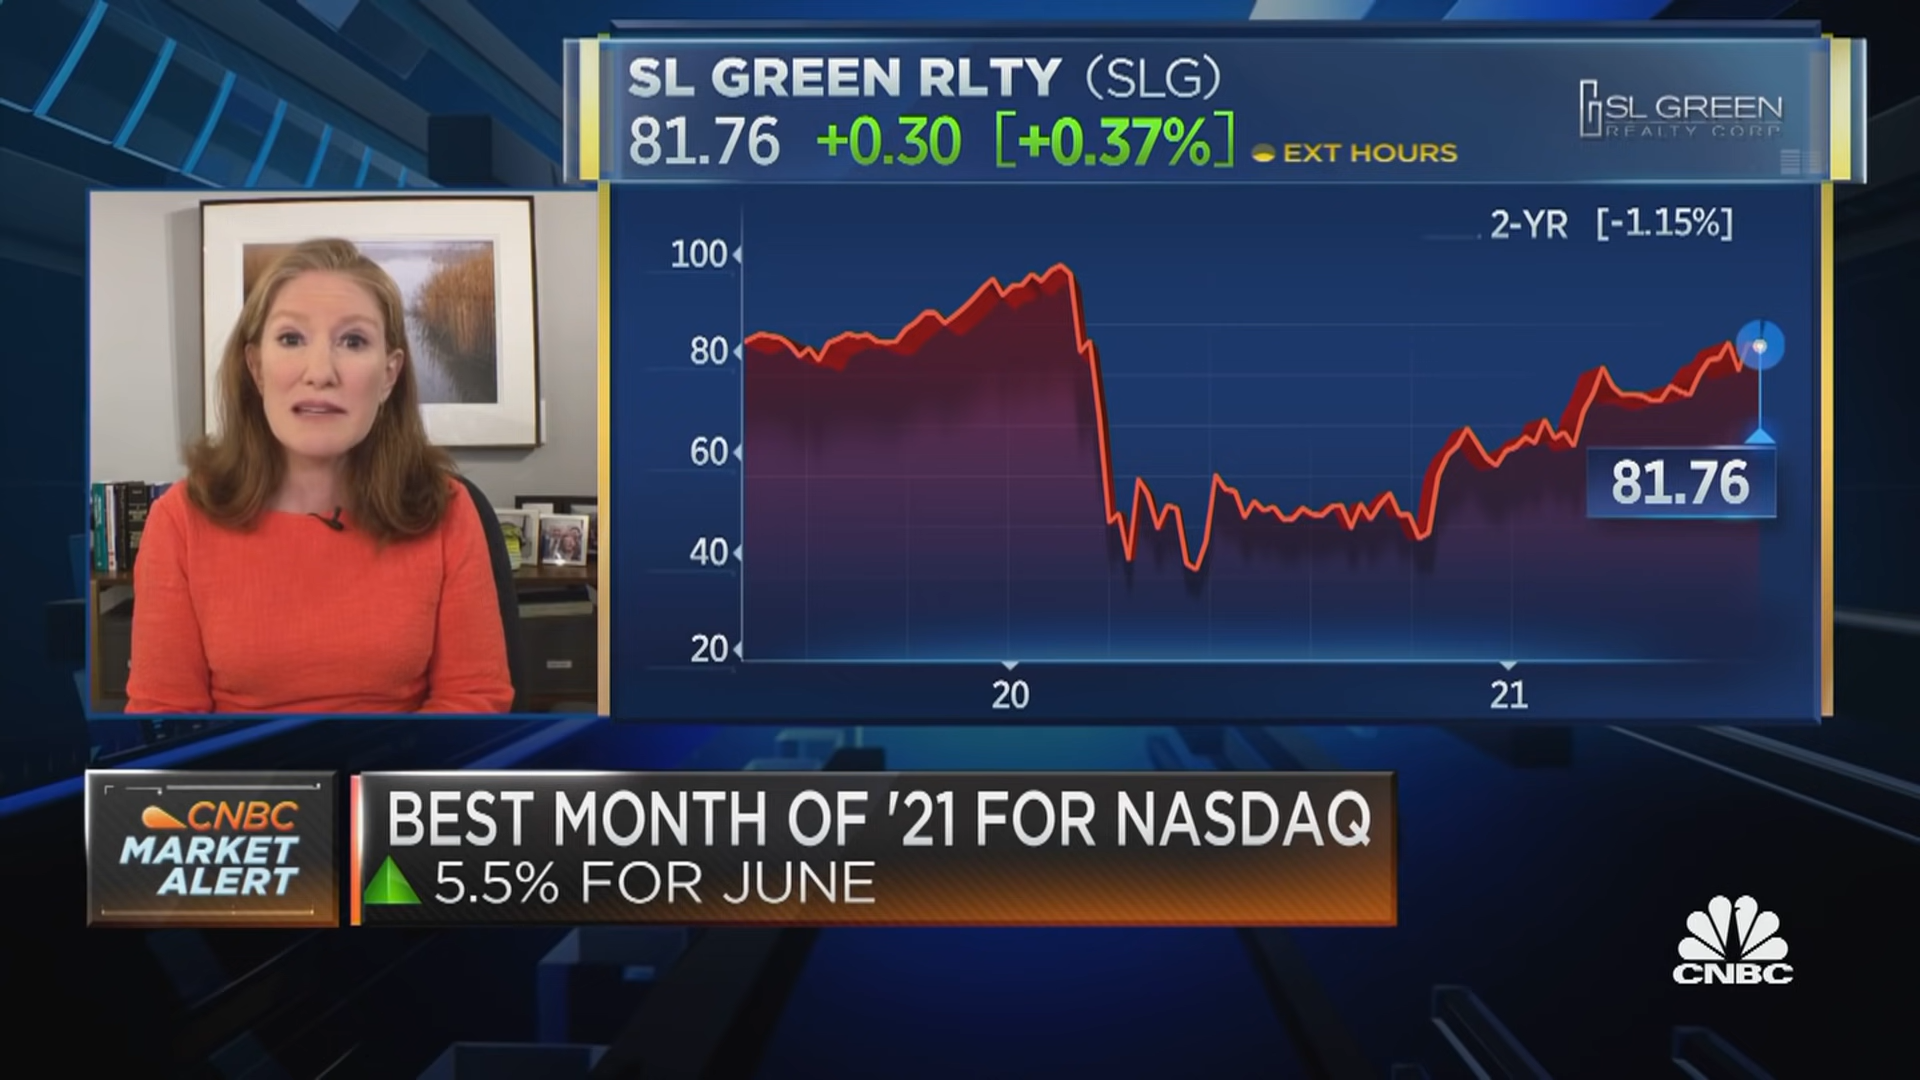 SL GREEN RLTY (SLG)
81.76 +0.30 [+0.37%] EXT HOURS
SL GREEN
REALTY CORP
2-YR [-1.15%]
100
80
60
40
20
81.76
20 21
CNBC
MARKET
ALERT
BEST MONTH OF '21 FOR NASDAQ
5.5% FOR JUNE
CNBC